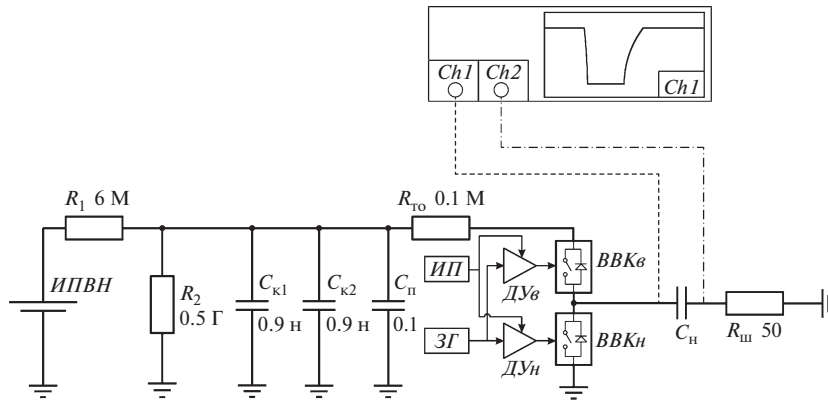 Ch1
Ch2
Ch1
R₁ 6 М
Rто 0.1 М
ИПВН
R₂
0.5 Г
Cк1
0.9 н
Cк2
0.9 н
Cп
0.1
ИП
ДУв
ВВКв
ЗГ
ДУн
ВВКн
Cн
Rш 50